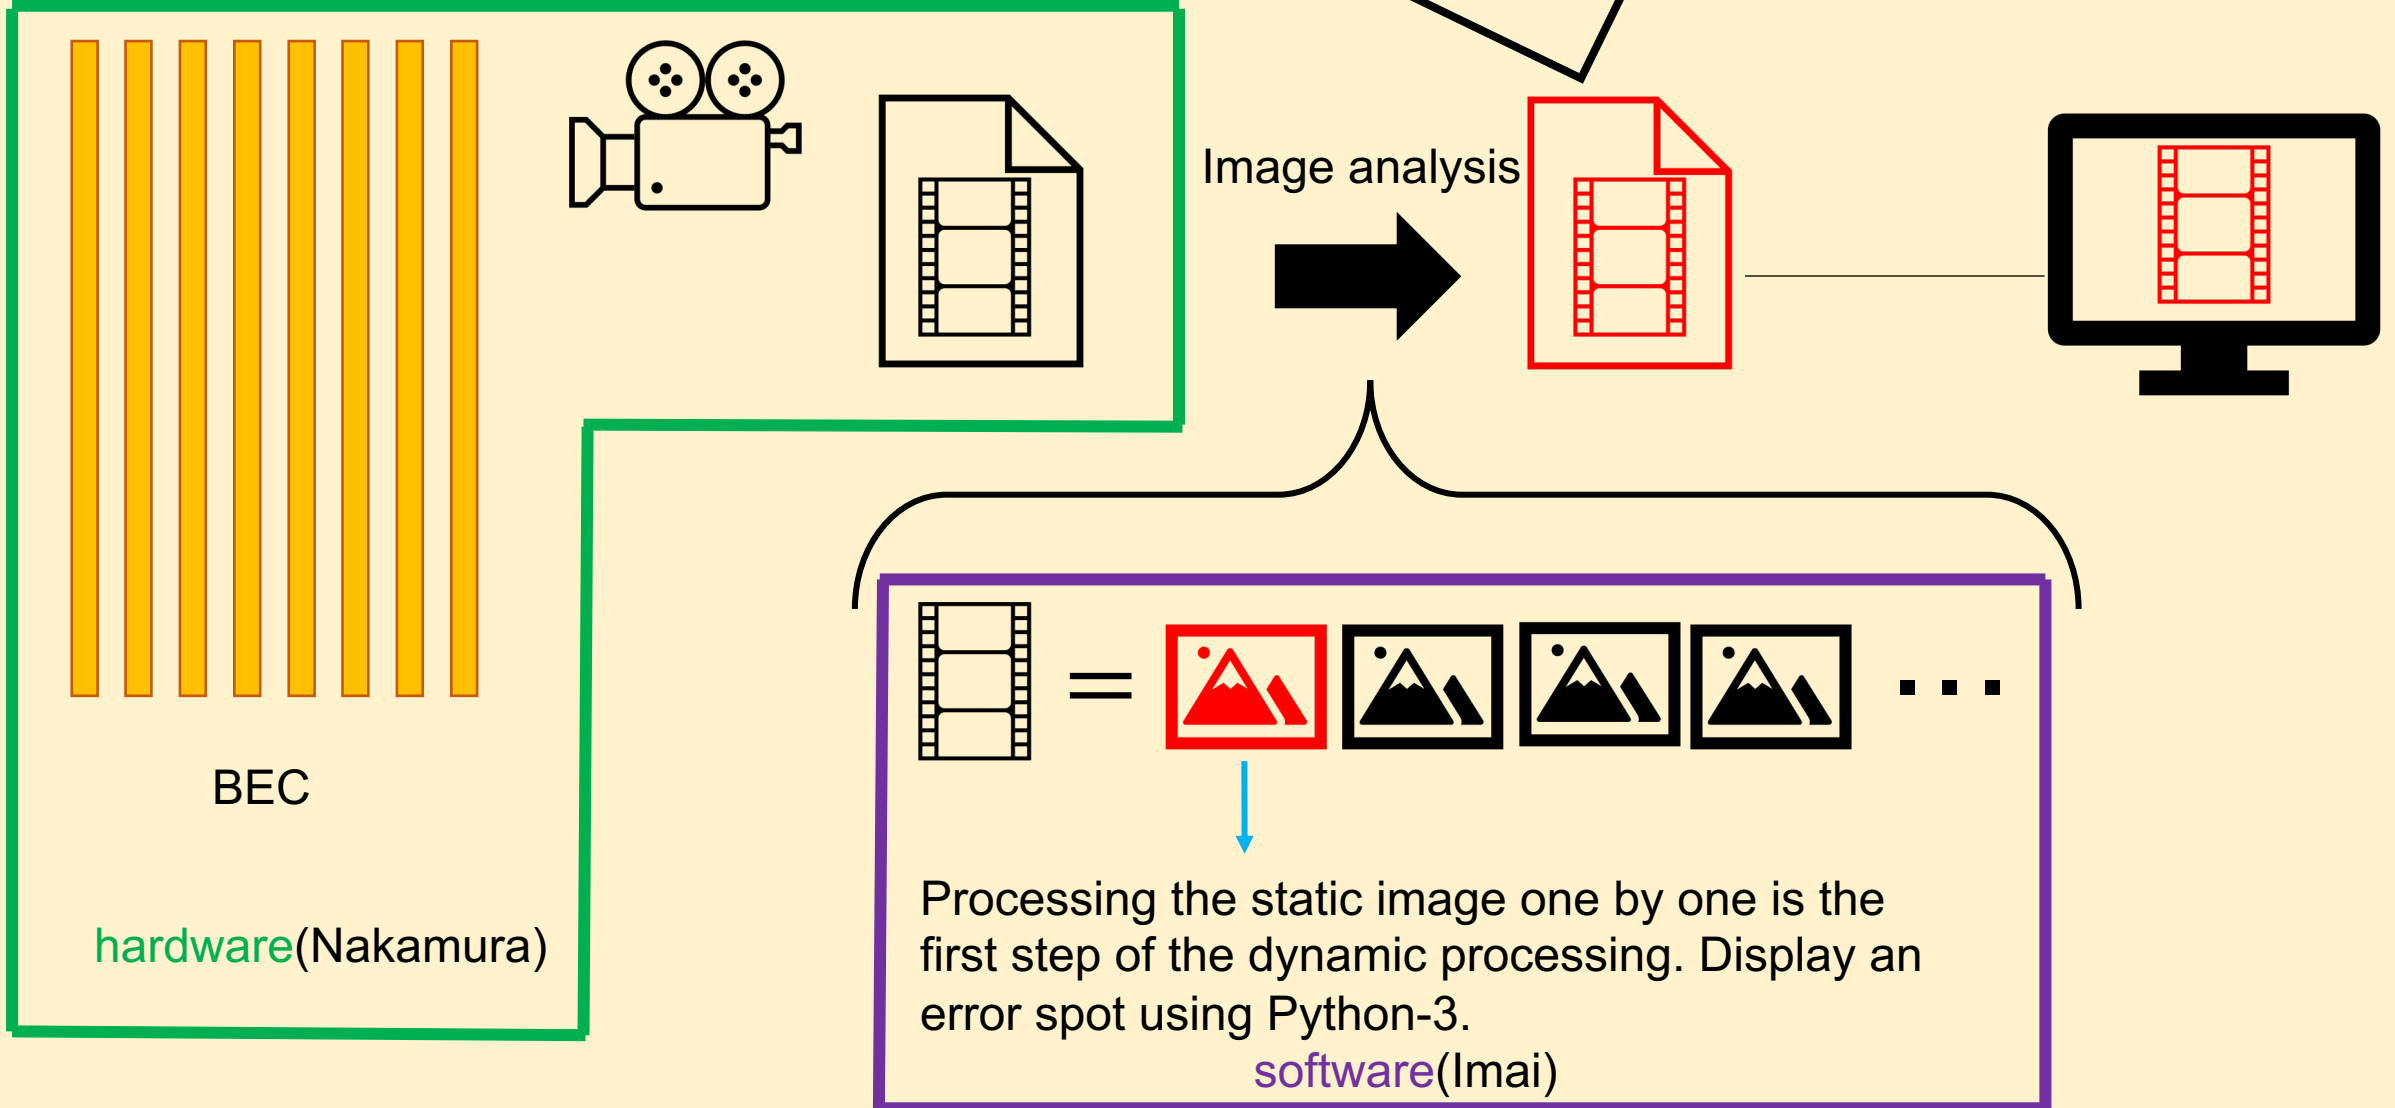 Image analysis
BEC
hardware(Nakamura)
Processing the static image one by one is the
first step of the dynamic processing. Display an
error spot using Python-3.
software(Imai)